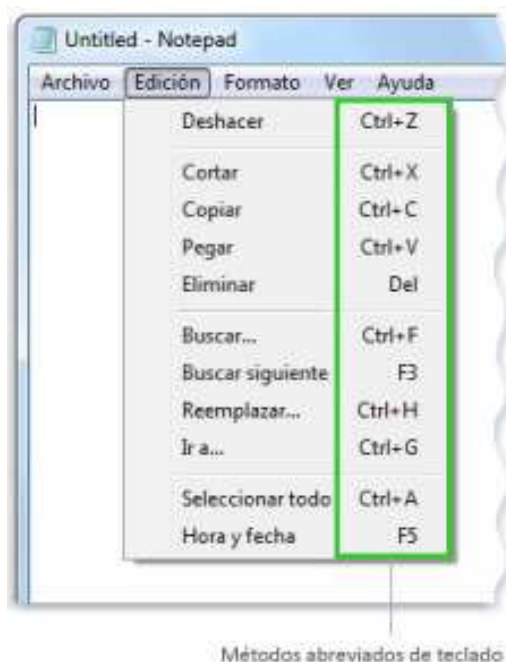 Untitled - Notepad
Archivo Edición Formato Ver Ayuda
Deshacer Ctrl+Z
Cortar Ctrl+X
Copiar Ctrl+C
Pegar Ctrl+V
Eliminar Del
Buscar... Ctrl+F
Buscar siguiente F3
Reemplazar... Ctrl+H
Ir a... Ctrl+G
Seleccionar todo Ctrl+A
Hora y fecha F5
Métodos abreviados de teclado